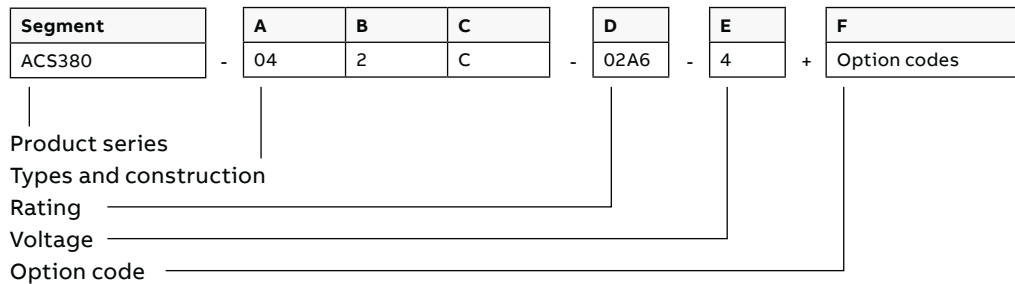 Segment A B C D E F
ACS380 - 04 2 C - 02A6 - 4 + Option codes
Product series
Types and construction
Rating
Voltage
Option code